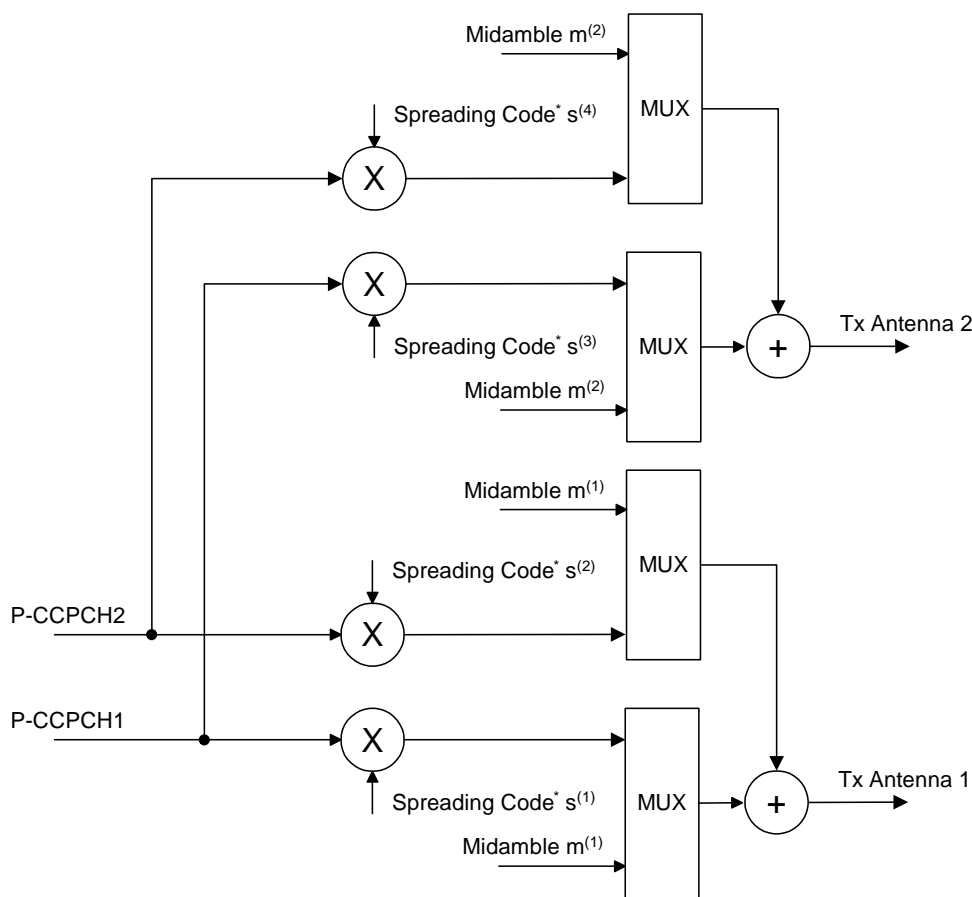 Midamble m(2)
MUX
Spreading Code* s(4)
X
X
Tx Antenna 2
Spreading Code* s(3)
MUX
+
Midamble m(2)
Midamble m(1)
MUX
Spreading Code* s(2)
P-CCPCH2
X
P-CCPCH1
X
Tx Antenna 1
Spreading Code* s(1)
MUX
+
Midamble m(1)